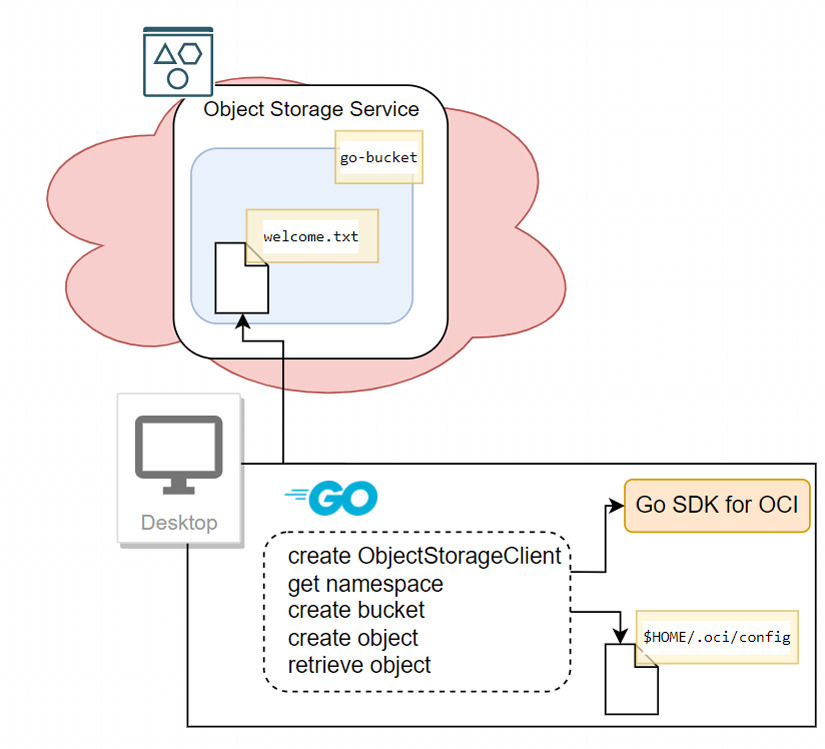 Object Storage Service
go-bucket
welcome.txt
Desktop
GO
Go SDK for OCI
create ObjectStorageClient
get namespace
create bucket
create object
retrieve object
$HOME/.oci/config